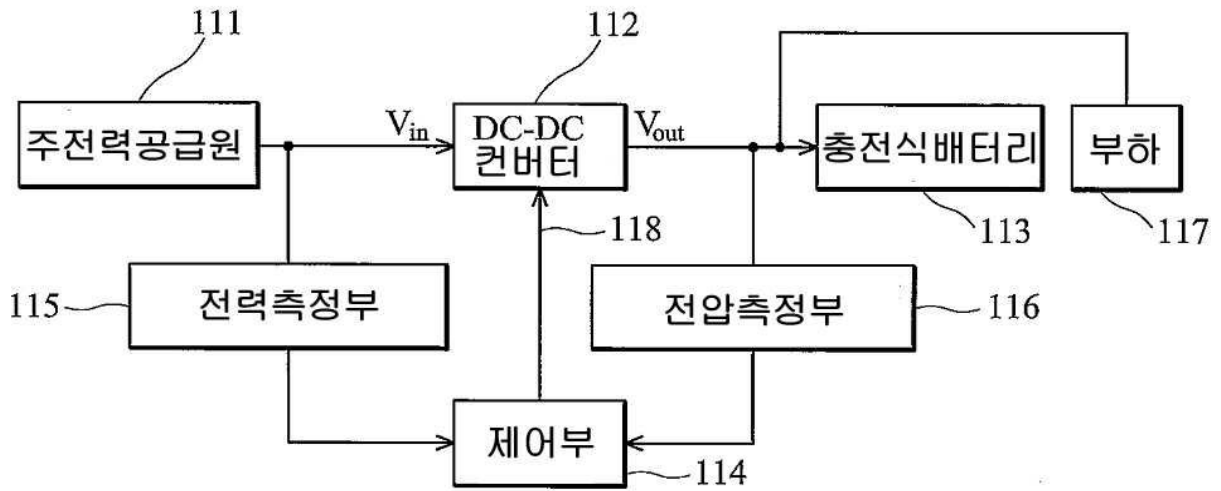 111
112
주전력공급원
V_in
DC-DC
컨버터
V_out
충전식배터리
부하
118
113
117
115
전력측정부
전압측정부
116
제어부
114